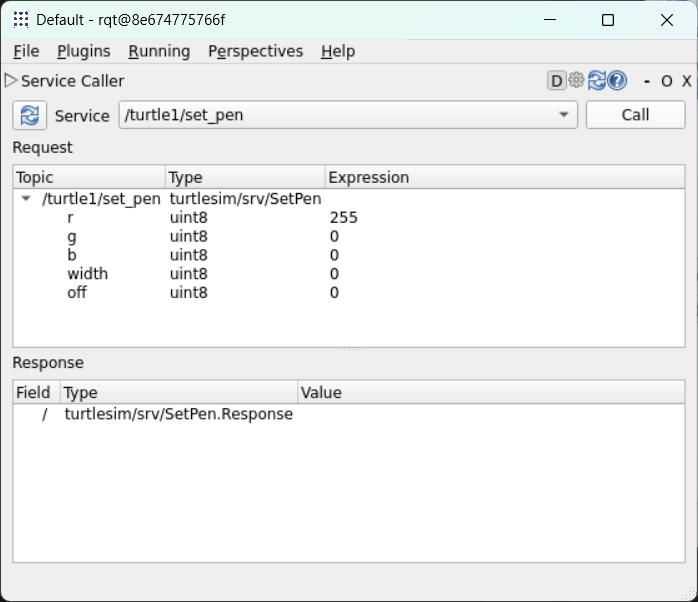 Default - rqt@8e674775766f
File Plugins Running Perspectives Help
Service Caller D - O X
Service /turtle1/set_pen Call
Request
Topic Type Expression
/turtle1/set_pen turtlesim/srv/SetPen
r uint8 255
g uint8 0
b uint8 0
width uint8 0
off uint8 0
Response
Field Type Value
/ turtlesim/srv/SetPen.Response